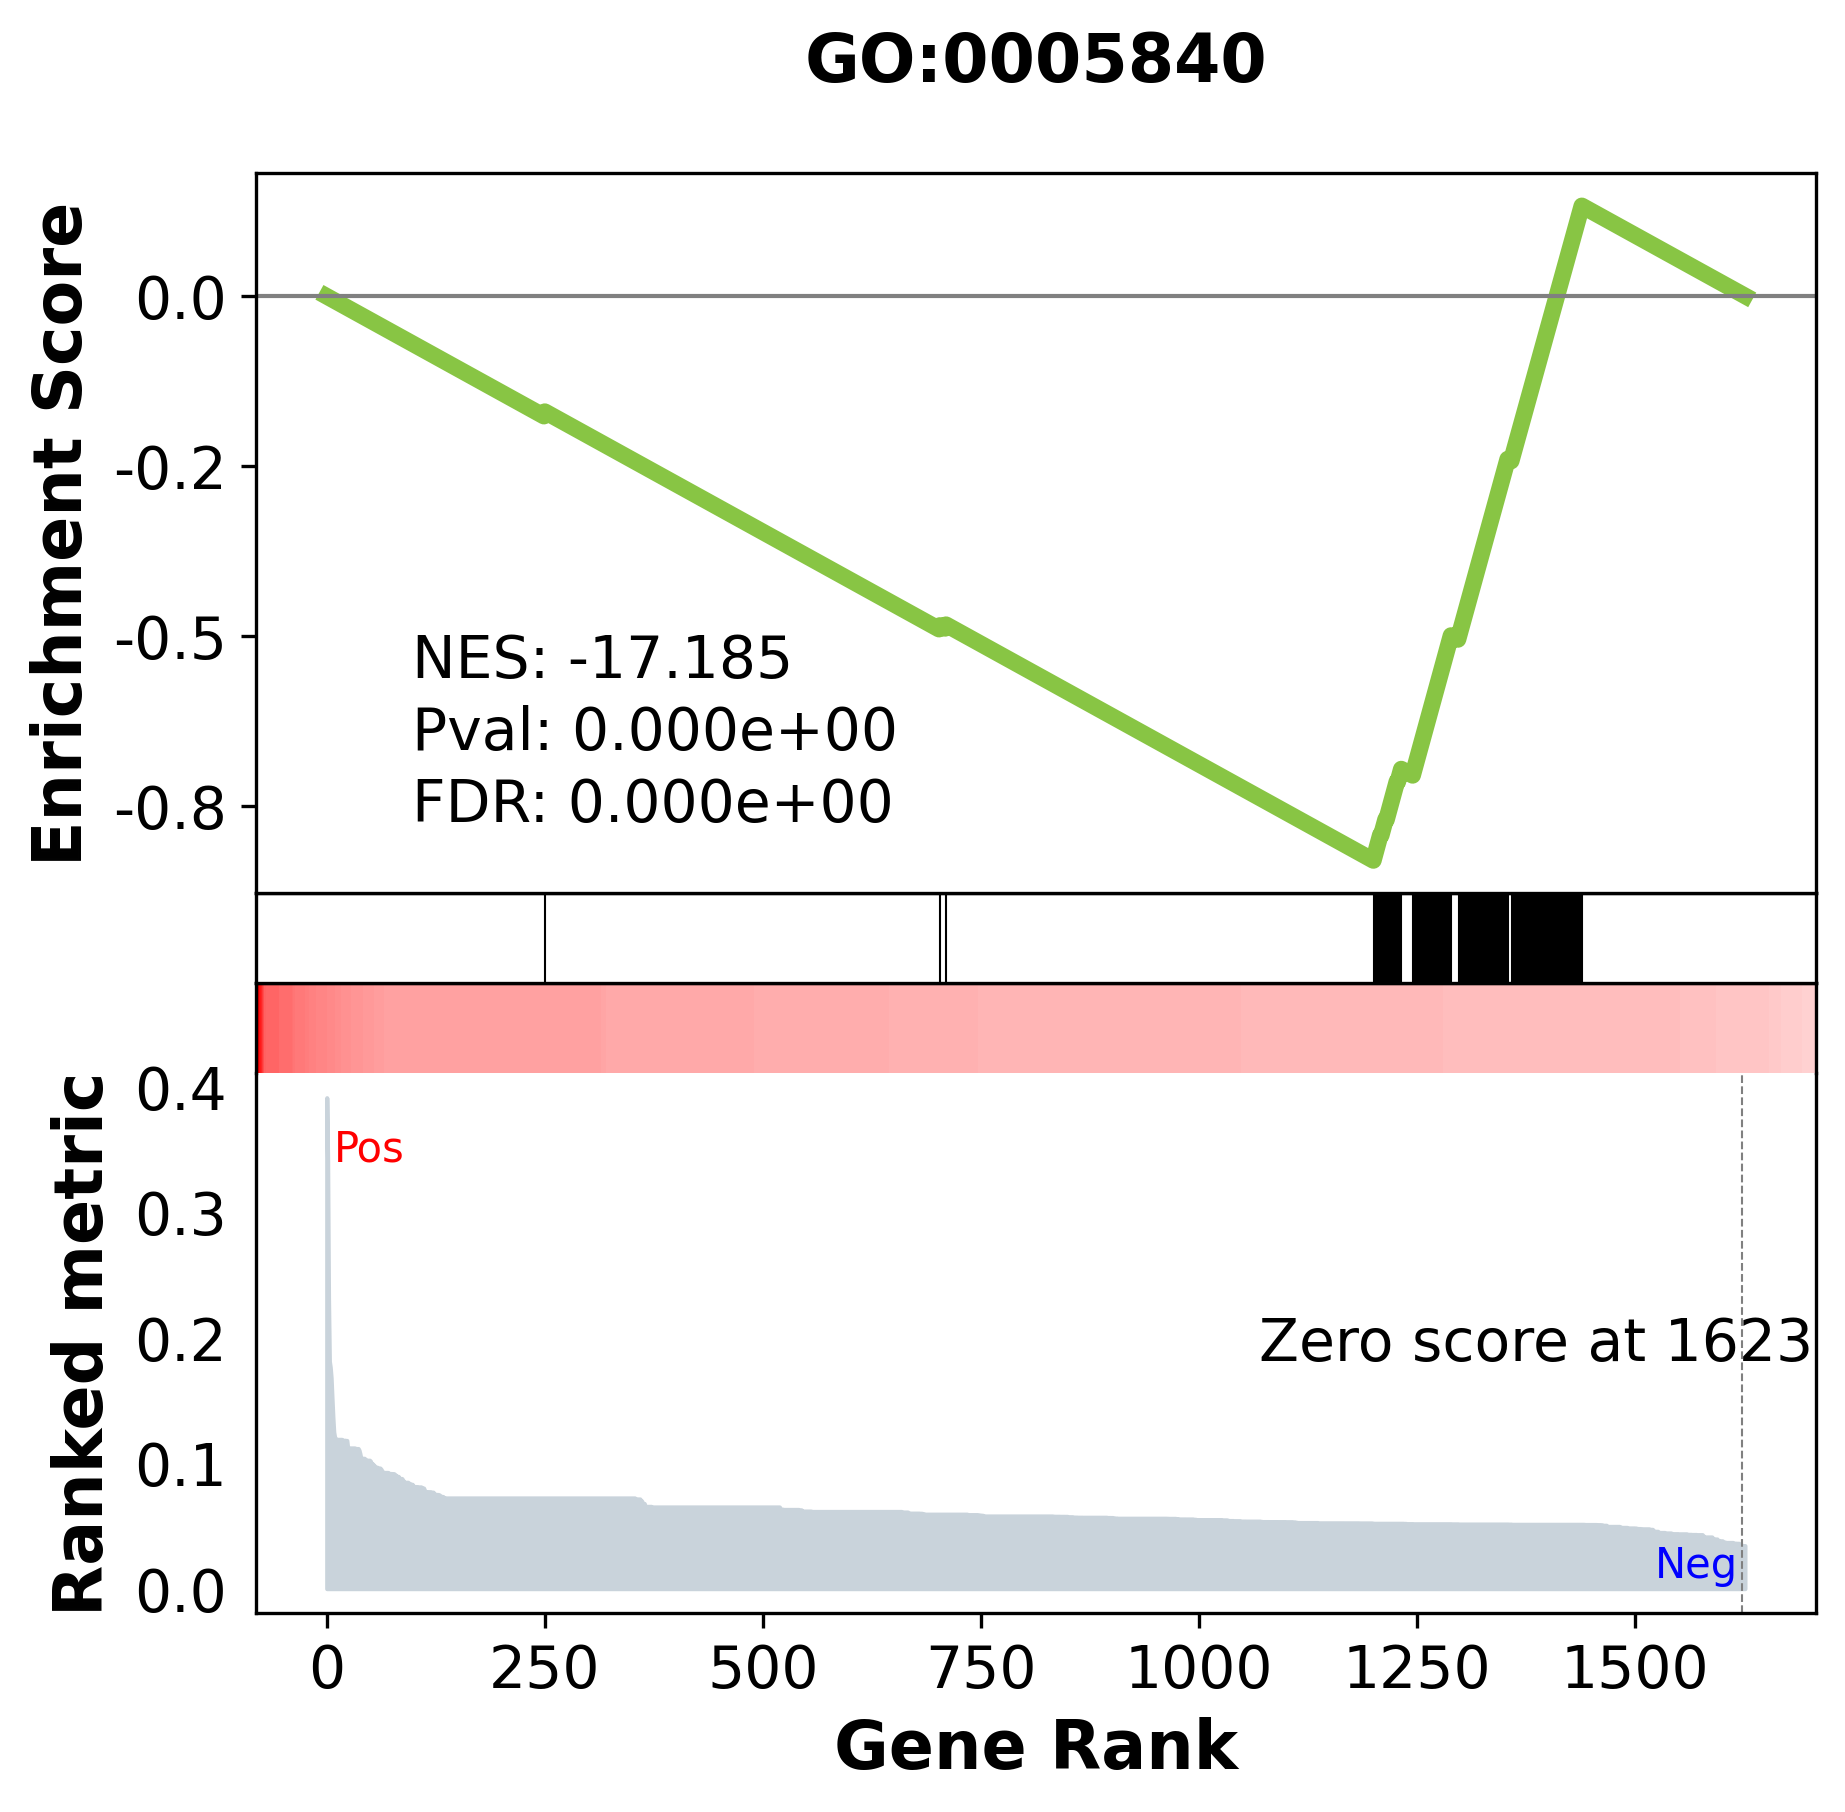 GO:0005840
Enrichment Score
0.0
-0.2
-0.5
-0.8
NES: -17.185
Pval: 0.000e+00
FDR: 0.000e+00
Ranked metric
0.4
0.3
0.2
0.1
0.0
Pos
Zero score at 1623
Neg
0 250 500 750 1000 1250 1500
Gene Rank